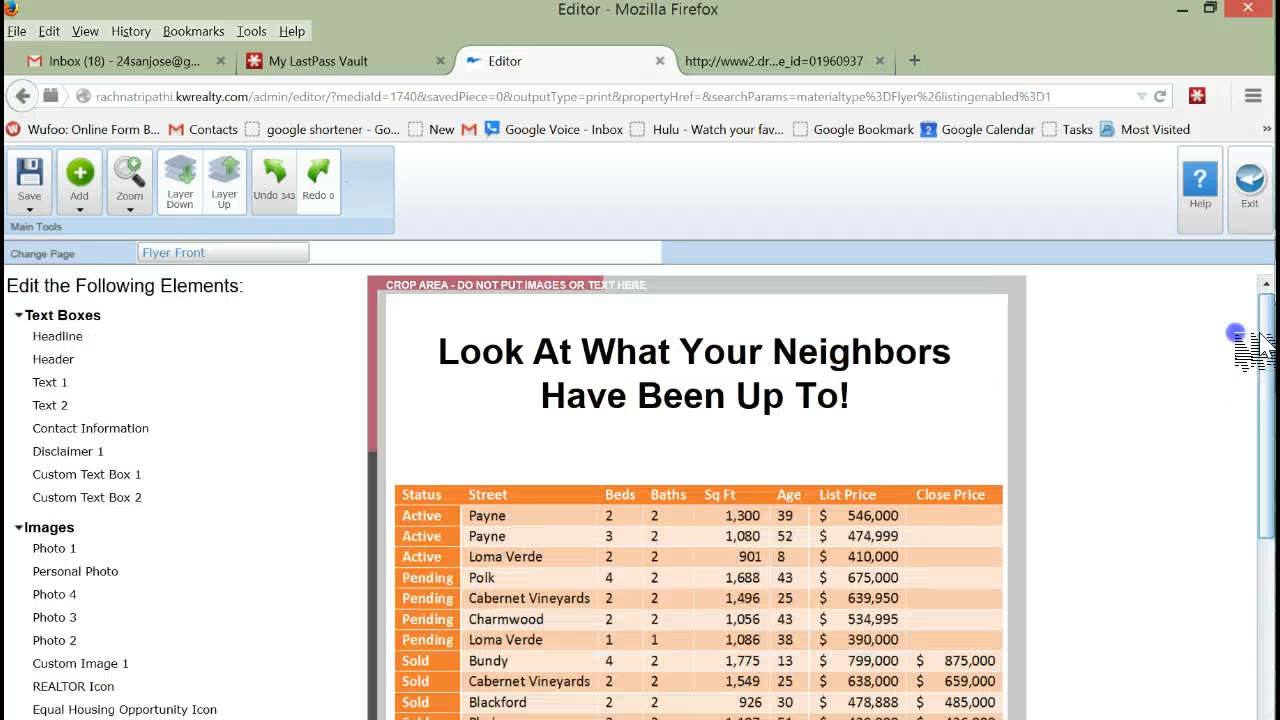 Editor - Mozilla Firefox
File Edit View History Bookmarks Tools Help
Inbox (18) - 24sanjose@g... My LastPass Vault Editor http://www2.dr...e_id=01960937
rachnatripathi.kwrealty.com/admin/editor/?mediaId=1740&savedPiece=0&outputType=print&propertyHref=&searchParams=materialtype%3DFlyer%26listingenabled%3D1
Wufoo: Online Form B... Contacts google shortener - Go... New Google Voice - Inbox Hulu - Watch your fav... Google Bookmark 2 Google Calendar Tasks Most Visited
Save Add Zoom Layer Down Layer Up Undo 343 Redo 0 Help Exit
Main Tools
Change Page Flyer Front
Edit the Following Elements:
Text Boxes
Headline
Header
Text 1
Text 2
Contact Information
Disclaimer 1
Custom Text Box 1
Custom Text Box 2
Images
Photo 1
Personal Photo
Photo 4
Photo 3
Photo 2
Custom Image 1
REALTOR Icon
Equal Housing Opportunity Icon
CROP AREA - DO NOT PUT IMAGES OR TEXT HERE
Look At What Your Neighbors
Have Been Up To!
Status Street Beds Baths Sq Ft Age List Price Close Price
Active Payne 2 2 1,300 39 $ 546,000
Active Payne 3 2 1,080 52 $ 474,999
Active Loma Verde 2 2 901 8 $ 410,000
Pending Polk 4 2 1,688 43 $ 675,000
Pending Cabernet Vineyards 2 2 1,496 25 $ 639,950
Pending Charmwood 2 2 1,056 43 $ 534,995
Pending Loma Verde 1 1 1,086 38 $ 390,000
Sold Bundy 4 2 1,775 13 $ 799,000 $ 875,000
Sold Cabernet Vineyards 2 2 1,549 25 $ 638,000 $ 659,000
Sold Blackford 2 2 926 30 $ 478,888 $ 485,000